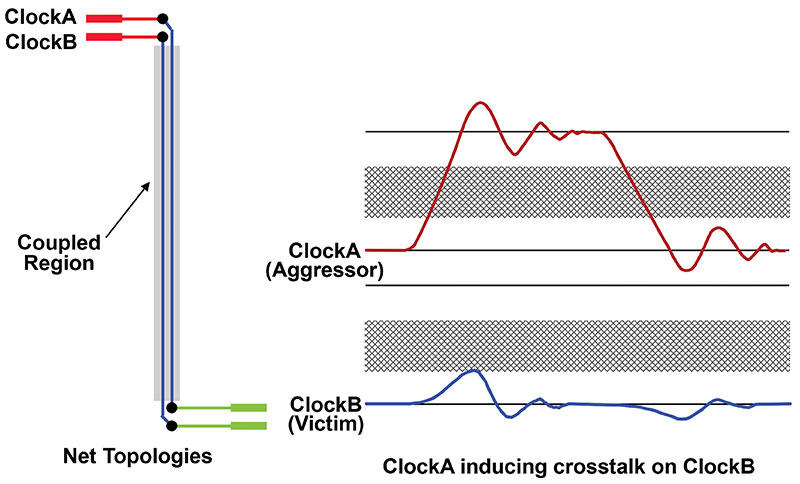 ClockA
ClockB
Coupled
Region
Net Topologies
ClockA
(Aggressor)
ClockB
(Victim)
ClockA inducing crosstalk on ClockB